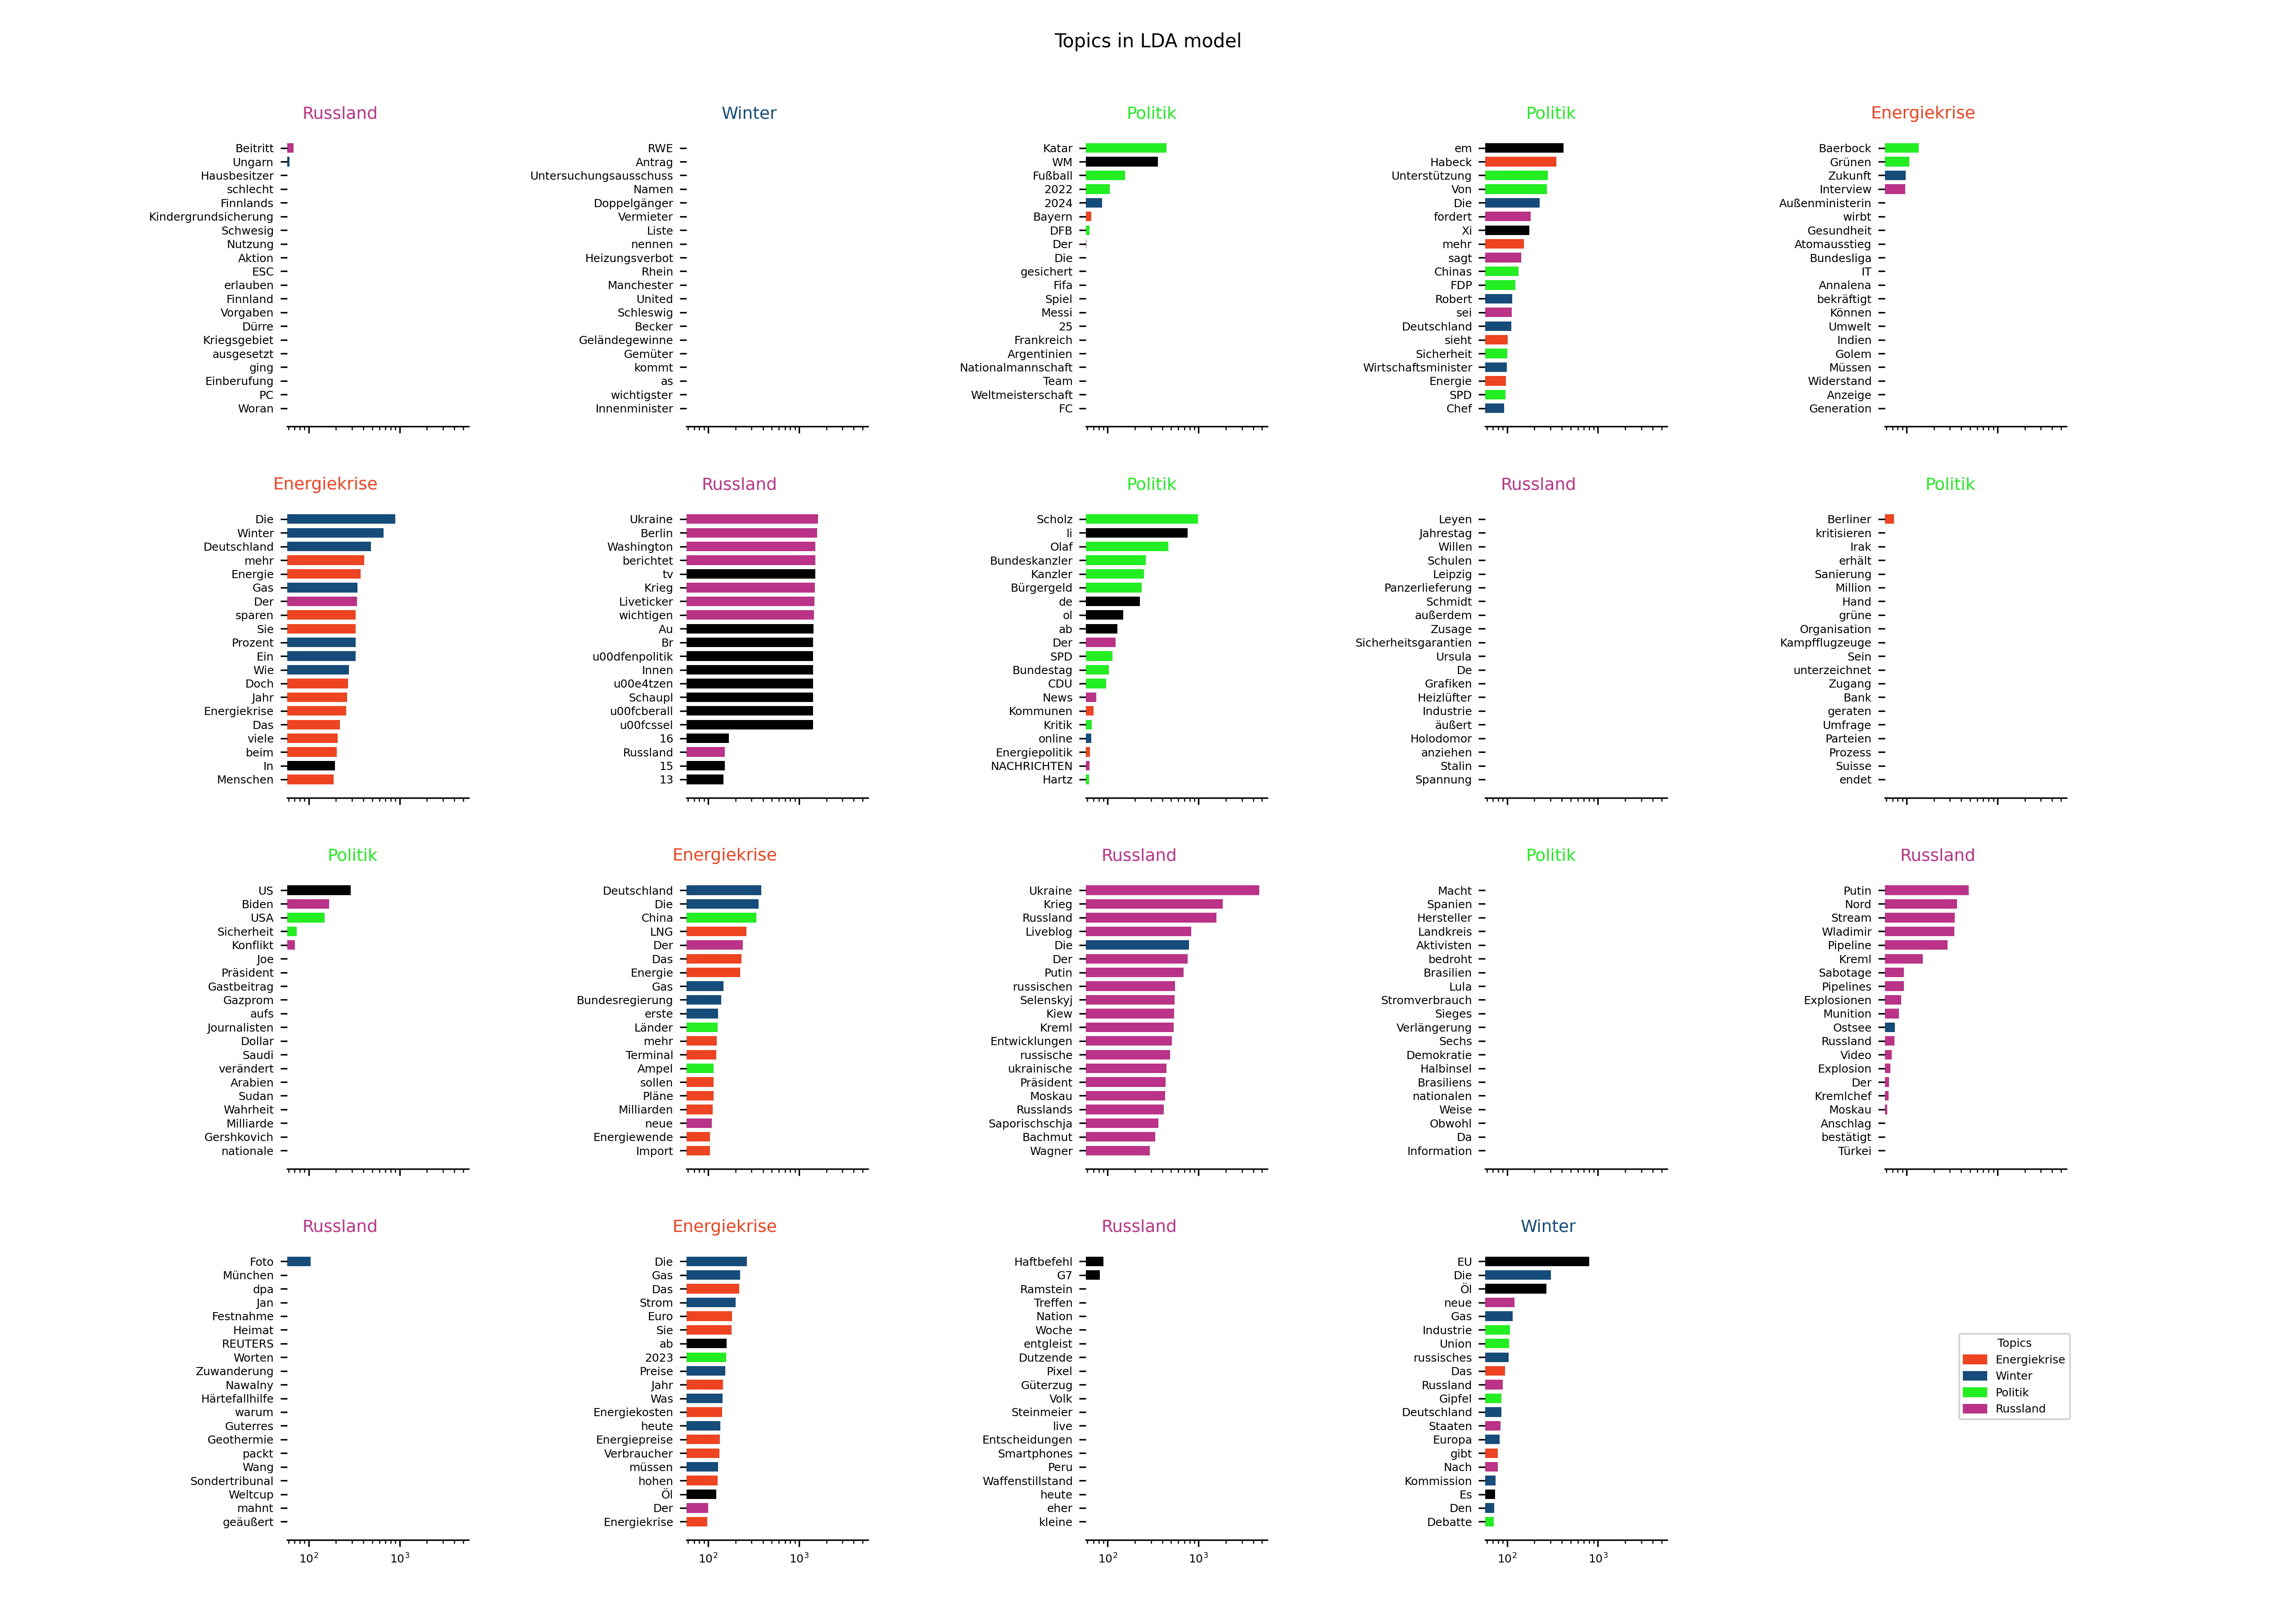 Topics in LDA model
Russland
Beitritt
Ungarn
Hausbesitzer
schlecht
Finnlands
Kindergrundsicherung
Schwesig
Nutzung
Aktion
ESC
erlauben
Finnland
Vorgaben
Dürre
Kriegsgebiet
ausgesetzt
ging
Einberufung
PC
Woran
Winter
RWE
Antrag
Untersuchungsausschuss
Namen
Doppelgänger
Vermieter
Liste
nennen
Heizungsverbot
Rhein
Manchester
United
Schleswig
Becker
Geländegewinne
Gemüter
kommt
as
wichtigster
Innenminister
Politik
Katar
WM
Fußball
2022
2024
Bayern
DFB
Der
Die
gesichert
Fifa
Spiel
Messi
25
Frankreich
Argentinien
Nationalmannschaft
Team
Weltmeisterschaft
FC
Politik
em
Habeck
Unterstützung
Von
Die
fordert
Xi
mehr
sagt
Chinas
FDP
Robert
sei
Deutschland
sieht
Sicherheit
Wirtschaftsminister
Energie
SPD
Chef
Energiekrise
Baerbock
Grünen
Zukunft
Interview
Außenministerin
wirbt
Gesundheit
Atomausstieg
Bundesliga
IT
Annalena
bekräftigt
Können
Umwelt
Indien
Golem
Müssen
Widerstand
Anzeige
Generation
Energiekrise
Die
Winter
Deutschland
mehr
Energie
Gas
Der
sparen
Sie
Prozent
Ein
Wie
Doch
Jahr
Energiekrise
Das
viele
beim
In
Menschen
Russland
Ukraine
Berlin
Washington
berichtet
tv
Krieg
Liveticker
wichtigen
Au
Br
u00dfenpolitik
Innen
u00e4tzen
Schaupl
u00fcberall
u00fcssel
16
Russland
15
13
Politik
Scholz
li
Olaf
Bundeskanzler
Kanzler
Bürgergeld
de
ol
ab
Der
SPD
Bundestag
CDU
News
Kommunen
Kritik
online
Energiepolitik
NACHRICHTEN
Hartz
Russland
Leyen
Jahrestag
Willen
Schulen
Leipzig
Panzerlieferung
Schmidt
außerdem
Zusage
Sicherheitsgarantien
Ursula
De
Grafiken
Heizlüfter
Industrie
äußert
Holodomor
anziehen
Stalin
Spannung
Politik
Berliner
kritisieren
Irak
erhält
Sanierung
Million
Hand
grüne
Organisation
Kampfflugzeuge
Sein
unterzeichnet
Zugang
Bank
geraten
Umfrage
Parteien
Prozess
Suisse
endet
Politik
US
Biden
USA
Sicherheit
Konflikt
Joe
Präsident
Gastbeitrag
Gazprom
aufs
Journalisten
Dollar
Saudi
verändert
Arabien
Sudan
Wahrheit
Milliarde
Gershkovich
nationale
Energiekrise
Deutschland
Die
China
LNG
Der
Das
Energie
Gas
Bundesregierung
erste
Länder
mehr
Terminal
Ampel
sollen
Pläne
Milliarden
neue
Energiewende
Import
Russland
Ukraine
Krieg
Russland
Liveblog
Die
Der
Putin
russischen
Selenskyj
Kiew
Kreml
Entwicklungen
russische
ukrainische
Präsident
Moskau
Russlands
Saporischschja
Bachmut
Wagner
Politik
Macht
Spanien
Hersteller
Landkreis
Aktivisten
bedroht
Brasilien
Lula
Stromverbrauch
Sieges
Verlängerung
Sechs
Demokratie
Halbinsel
Brasiliens
nationalen
Weise
Obwohl
Da
Information
Russland
Putin
Nord
Stream
Wladimir
Pipeline
Kreml
Sabotage
Pipelines
Explosionen
Munition
Ostsee
Russland
Video
Explosion
Der
Kremlchef
Moskau
Anschlag
bestätigt
Türkei
Russland
Foto
München
dpa
Jan
Festnahme
Heimat
REUTERS
Worten
Zuwanderung
Nawalny
Härtefallhilfe
warum
Guterres
Geothermie
packt
Wang
Sondertribunal
Weltcup
mahnt
geäußert
10² 10³
Energiekrise
Die
Gas
Das
Strom
Euro
Sie
ab
2023
Preise
Jahr
Was
Energiekosten
heute
Energiepreise
Verbraucher
müssen
hohen
Öl
Der
Energiekrise
10² 10³
Russland
Haftbefehl
G7
Ramstein
Treffen
Nation
Woche
entgleist
Dutzende
Pixel
Güterzug
Volk
Steinmeier
live
Entscheidungen
Smartphones
Peru
Waffenstillstand
heute
eher
kleine
10² 10³
Winter
EU
Die
Öl
neue
Gas
Industrie
Union
russisches
Das
Russland
Gipfel
Deutschland
Staaten
Europa
gibt
Nach
Kommission
Es
Den
Debatte
10² 10³
Topics
Energiekrise
Winter
Politik
Russland